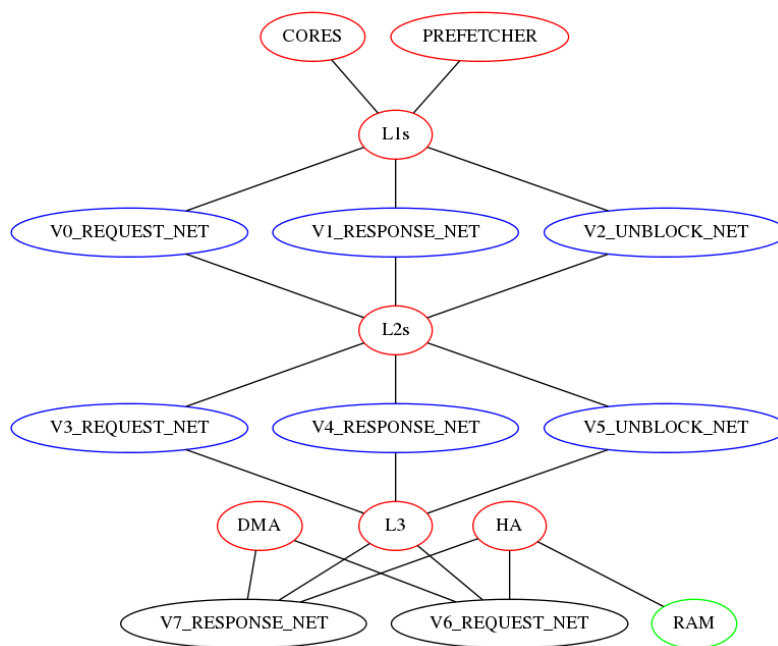 CORES
PREFETCHER
L1s
V0_REQUEST_NET
V1_RESPONSE_NET
V2_UNBLOCK_NET
L2s
V3_REQUEST_NET
V4_RESPONSE_NET
V5_UNBLOCK_NET
DMA
L3
HA
V7_RESPONSE_NET
V6_REQUEST_NET
RAM